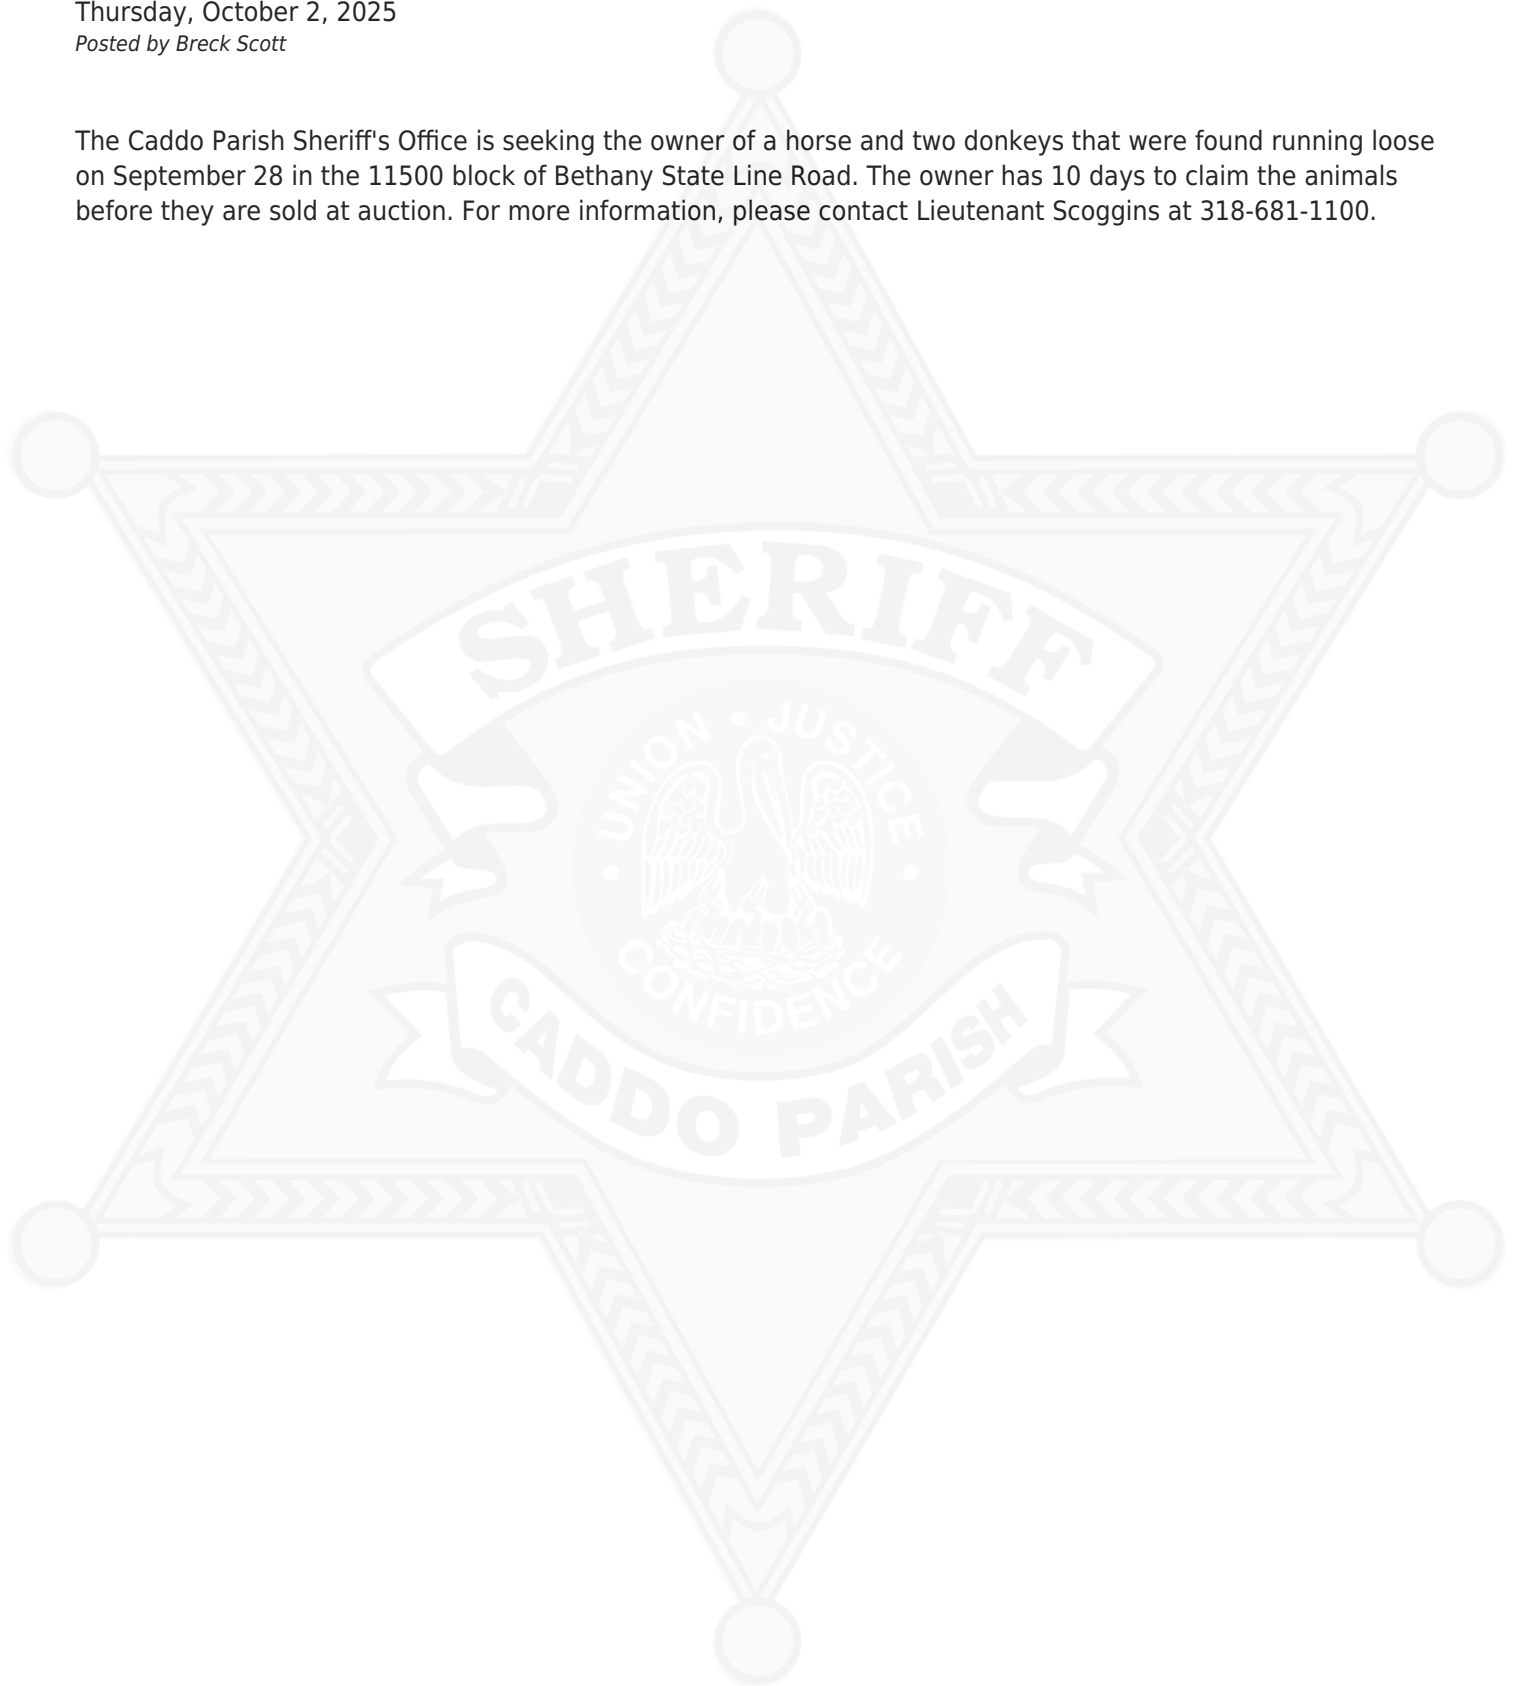 Thursday, October 2, 2025
Posted by Breck Scott
The Caddo Parish Sheriff's Office is seeking the owner of a horse and two donkeys that were found running loose
on September 28 in the 11500 block of Bethany State Line Road. The owner has 10 days to claim the animals
before they are sold at auction. For more information, please contact Lieutenant Scoggins at 318-681-1100.
SHERIFF
UNION • JUSTICE
• CONFIDENCE •
CADDO PARISH